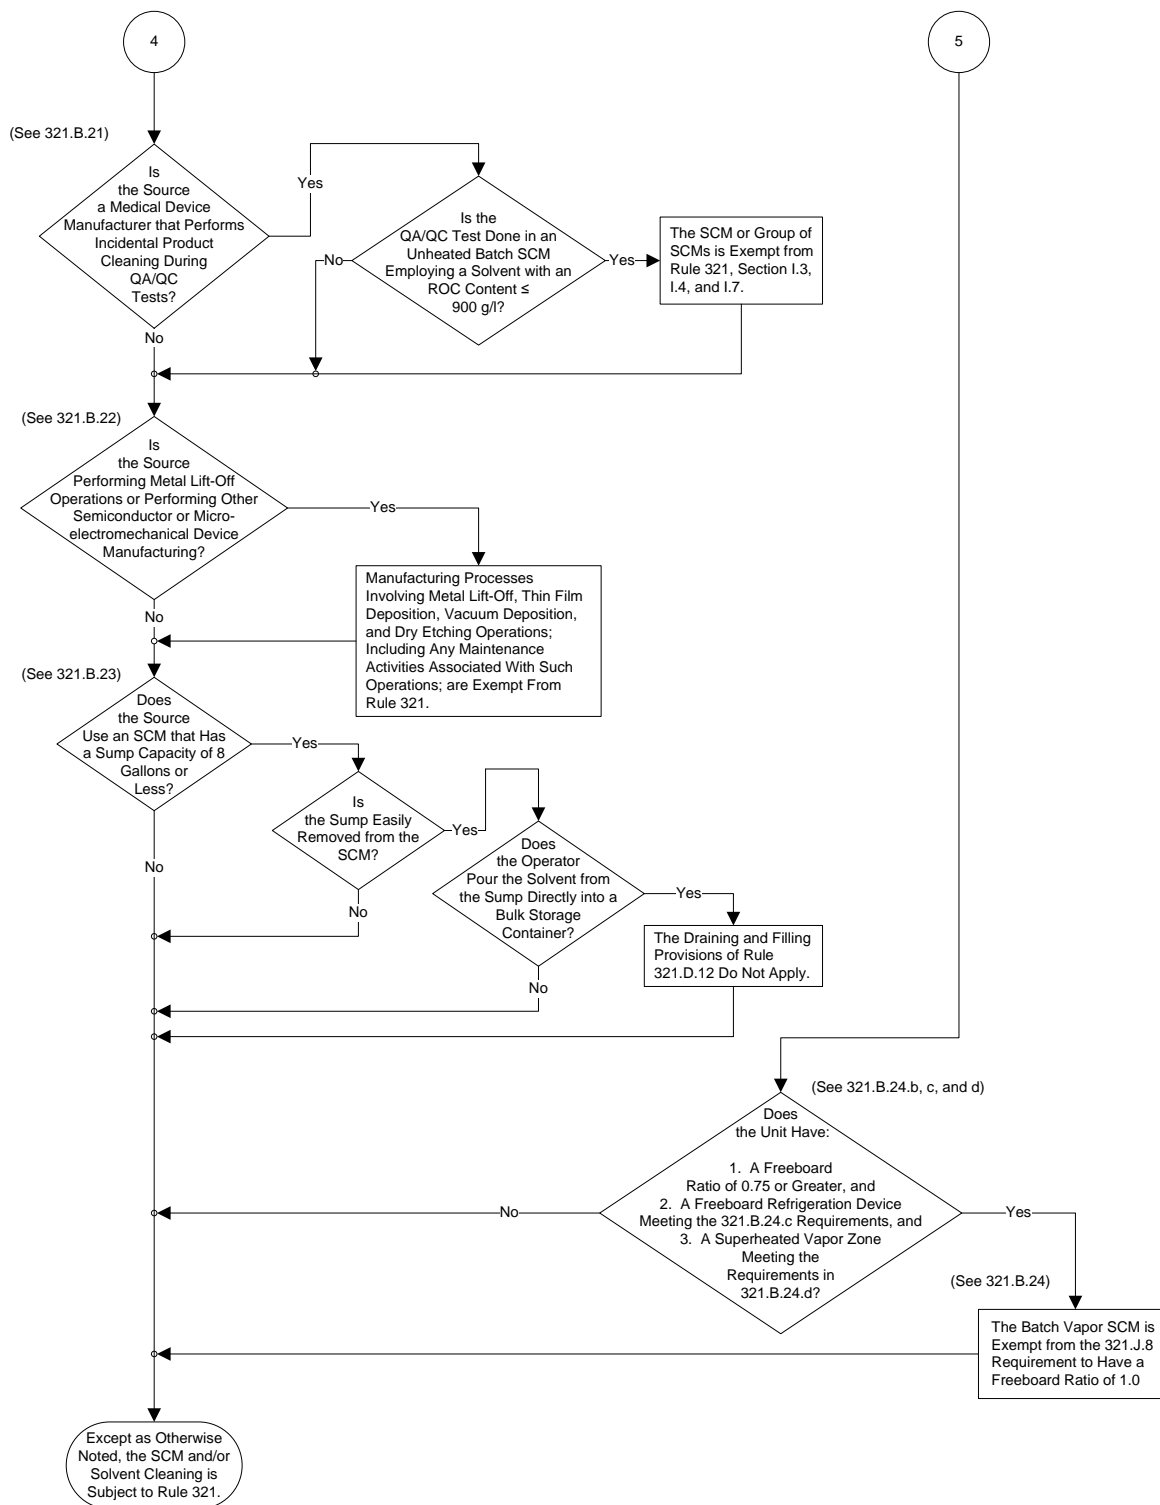 4
5
(See 321.B.21)
Is
the Source
a Medical Device
Manufacturer that Performs
Incidental Product
Cleaning During
QA/QC
Tests?
Yes
No
Is the
QA/QC Test Done in an
Unheated Batch SCM
Employing a Solvent with an
ROC Content ≤
900 g/l?
No
Yes
The SCM or Group of
SCMs is Exempt from
Rule 321, Section I.3,
I.4, and I.7.
(See 321.B.22)
Is
the Source
Performing Metal Lift-Off
Operations or Performing Other
Semiconductor or Micro-
electromechanical Device
Manufacturing?
Yes
No
Manufacturing Processes
Involving Metal Lift-Off, Thin Film
Deposition, Vacuum Deposition,
and Dry Etching Operations;
Including Any Maintenance
Activities Associated With Such
Operations; are Exempt From
Rule 321.
(See 321.B.23)
Does
the Source
Use an SCM that Has
a Sump Capacity of 8
Gallons or
Less?
Yes
No
Is
the Sump Easily
Removed from the
SCM?
Yes
No
Does
the Operator
Pour the Solvent from
the Sump Directly into a
Bulk Storage
Container?
Yes
No
The Draining and Filling
Provisions of Rule
321.D.12 Do Not Apply.
(See 321.B.24.b, c, and d)
Does
the Unit Have:
1. A Freeboard
Ratio of 0.75 or Greater, and
2. A Freeboard Refrigeration Device
Meeting the 321.B.24.c Requirements, and
3. A Superheated Vapor Zone
Meeting the
Requirements in
321.B.24.d?
No
Yes
(See 321.B.24)
The Batch Vapor SCM is
Exempt from the 321.J.8
Requirement to Have a
Freeboard Ratio of 1.0
Except as Otherwise
Noted, the SCM and/or
Solvent Cleaning is
Subject to Rule 321.